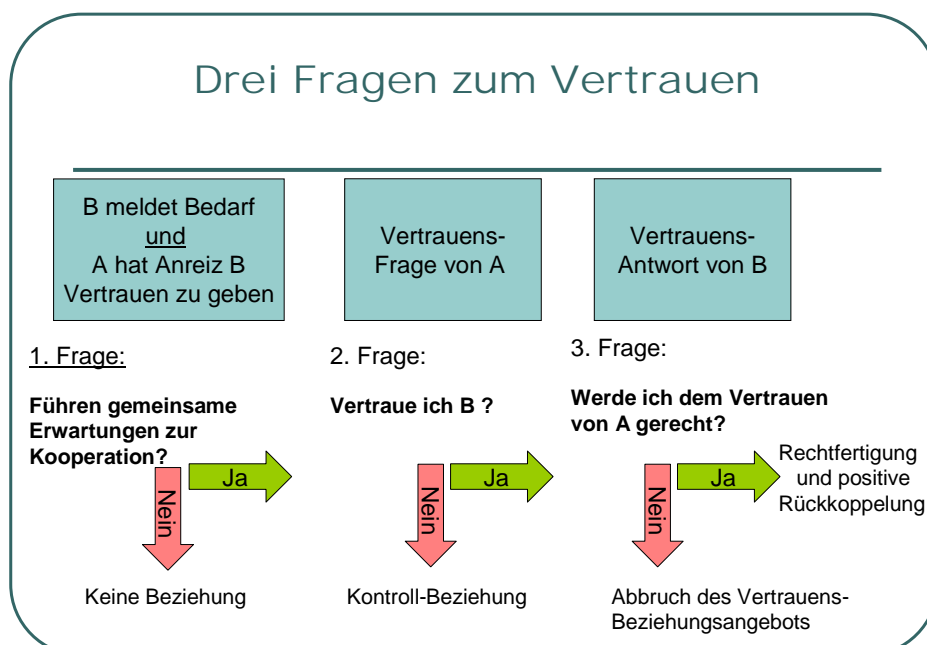 Drei Fragen zum Vertrauen
B meldet Bedarf
und
A hat Anreiz B
Vertrauen zu geben
Vertrauens-
Frage von A
Vertrauens-
Antwort von B
1. Frage:
Führen gemeinsame
Erwartungen zur
Kooperation?
Ja
Nein
Keine Beziehung
2. Frage:
Vertraue ich B ?
Ja
Nein
Kontroll-Beziehung
3. Frage:
Werde ich dem Vertrauen
von A gerecht?
Ja
Rechtfertigung
und positive
Rückkoppelung
Nein
Abbruch des Vertrauens-
Beziehungsangebots